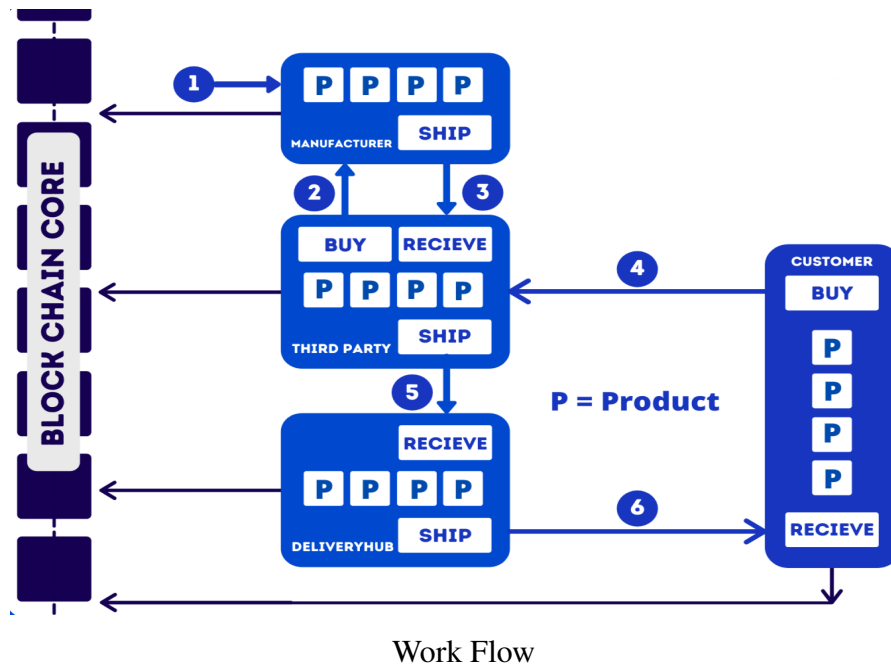 BLOCK CHAIN CORE
1
P P P P
MANUFACTURER
SHIP
2
3
BUY
RECIEVE
P P P P
THIRD PARTY
SHIP
4
CUSTOMER
BUY
P
P
P
P
RECIEVE
5
P = Product
RECIEVE
P P P P
DELIVERYHUB
SHIP
6
Work Flow